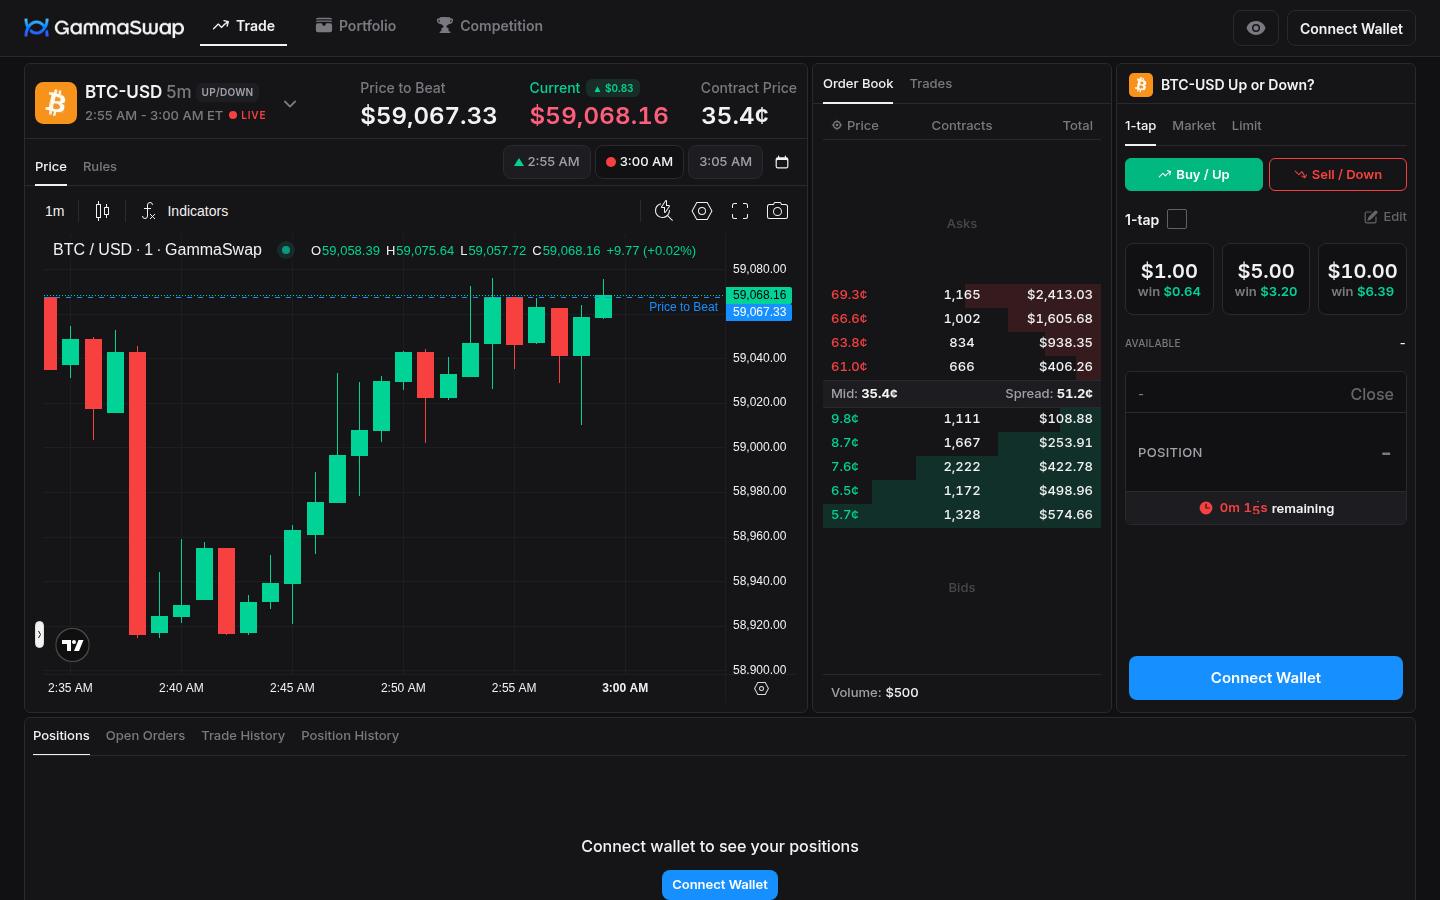 GammaSwap
Trade
Portfolio
Competition
Connect Wallet
BTC-USD 5m UP/DOWN
2:55 AM - 3:00 AM ET LIVE
Price to Beat
$59,067.33
Current ▲ $0.83
$59,068.16
Contract Price
35.4¢
Price
Rules
▲ 2:55 AM
3:00 AM
3:05 AM
1m
Indicators
BTC / USD · 1 · GammaSwap
O59,058.39 H59,075.64 L59,057.72 C59,068.16 +9.77 (+0.02%)
59,080.00
59,068.16
Price to Beat
59,067.33
59,040.00
59,020.00
59,000.00
58,980.00
58,960.00
58,940.00
58,920.00
58,900.00
2:35 AM
2:40 AM
2:45 AM
2:50 AM
2:55 AM
3:00 AM
Order Book
Trades
Price Contracts Total
Asks
69.3¢ 1,165 $2,413.03
66.6¢ 1,002 $1,605.68
63.8¢ 834 $938.35
61.0¢ 666 $406.26
Mid: 35.4¢ Spread: 51.2¢
9.8¢ 1,111 $108.88
8.7¢ 1,667 $253.91
7.6¢ 2,222 $422.78
6.5¢ 1,172 $498.96
5.7¢ 1,328 $574.66
Bids
Volume: $500
BTC-USD Up or Down?
1-tap
Market
Limit
Buy / Up
Sell / Down
1-tap
Edit
$1.00
win $0.64
$5.00
win $3.20
$10.00
win $6.39
AVAILABLE -
- Close
POSITION –
0m remaining
Connect Wallet
Positions
Open Orders
Trade History
Position History
Connect wallet to see your positions
Connect Wallet